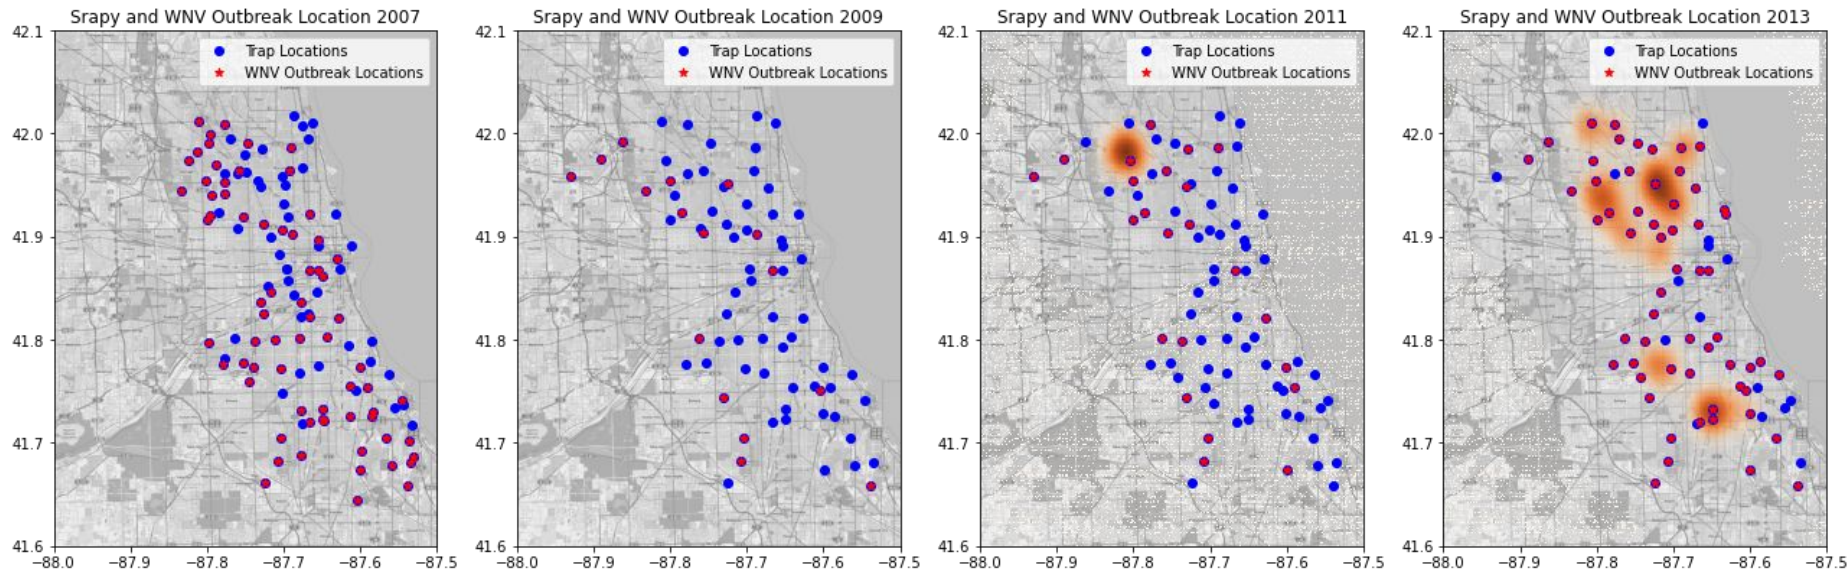 Srapy and WNV Outbreak Location 2007
Trap Locations
WNV Outbreak Locations
42.1
42.0
41.9
41.8
41.7
41.6
−88.0 −87.9 −87.8 −87.7 −87.6 −87.5
Srapy and WNV Outbreak Location 2009
Trap Locations
WNV Outbreak Locations
42.1
42.0
41.9
41.8
41.7
41.6
−88.0 −87.9 −87.8 −87.7 −87.6 −87.5
Srapy and WNV Outbreak Location 2011
Trap Locations
WNV Outbreak Locations
42.1
42.0
41.9
41.8
41.7
41.6
−88.0 −87.9 −87.8 −87.7 −87.6 −87.5
Srapy and WNV Outbreak Location 2013
Trap Locations
WNV Outbreak Locations
42.1
42.0
41.9
41.8
41.7
41.6
−88.0 −87.9 −87.8 −87.7 −87.6 −87.5